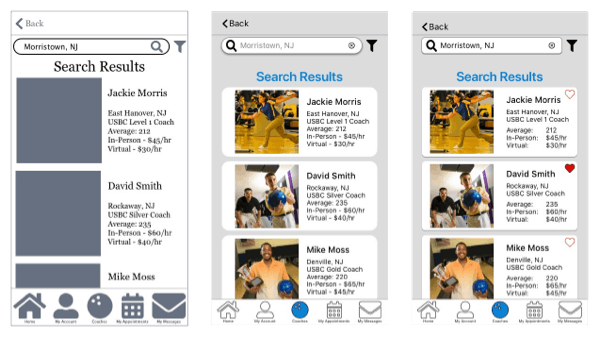 Back
Morristown, NJ
Search Results
Jackie Morris
East Hanover, NJ
USBC Level 1 Coach
Average: 212
In-Person - $45/hr
Virtual - $30/hr
David Smith
Rockaway, NJ
USBC Silver Coach
Average: 235
In-Person - $60/hr
Virtual - $40/hr
Mike Moss
Home My Account Coaches My Appointments My Messages
Back
Morristown, NJ
Search Results
Jackie Morris
East Hanover, NJ
USBC Level 1 Coach
Average: 212
In-Person - $45/hr
Virtual - $30/hr
David Smith
Rockaway, NJ
USBC Silver Coach
Average: 235
In-Person - $60/hr
Virtual - $40/hr
Mike Moss
Denville, NJ
USBC Gold Coach
Average: 220
In-Person - $65/hr
Virtual - $45/hr
Home My Account Coaches My Appointments My Messages
Back
Morristown, NJ
Search Results
Jackie Morris
East Hanover, NJ
USBC Level 1 Coach
Average: 212
In-Person: $45/hr
Virtual: $30/hr
David Smith
Rockaway, NJ
USBC Silver Coach
Average: 235
In-Person: $60/hr
Virtual: $40/hr
Mike Moss
Denville, NJ
USBC Gold Coach
Average: 220
In-Person: $65/hr
Virtual: $45/hr
Home My Account Coaches My Appointments My Messages